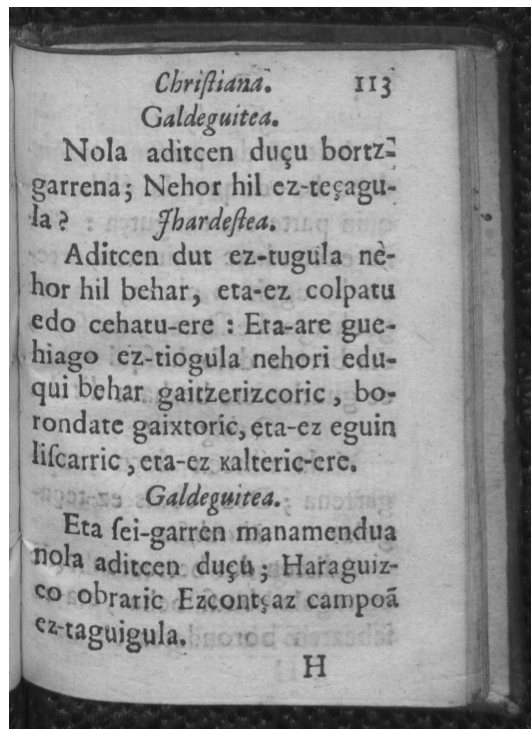 Chriſtiana. 113
Galdeguitea.
Nola aditcen duçu bortz-
garrena; Nehor hil ez-teçagu-
la? Jhardeſtea.
Aditcen dut ez-tugula nè-
hor hil behar, eta-ez colpatu
edo cehatu-ere : Eta-are gue-
hiago ez-tiogula nehori edu-
qui behar gaitzerizcoric, bo-
rondate gaixtoric, eta-ez eguin
liſcarric, eta-ez kalteric-ere.
Galdeguitea.
Eta ſei-garren manamendua
nola aditcen duçu; Haraguiz-
co obraric Ezcontçaz campoã
ez-taguigula.
H